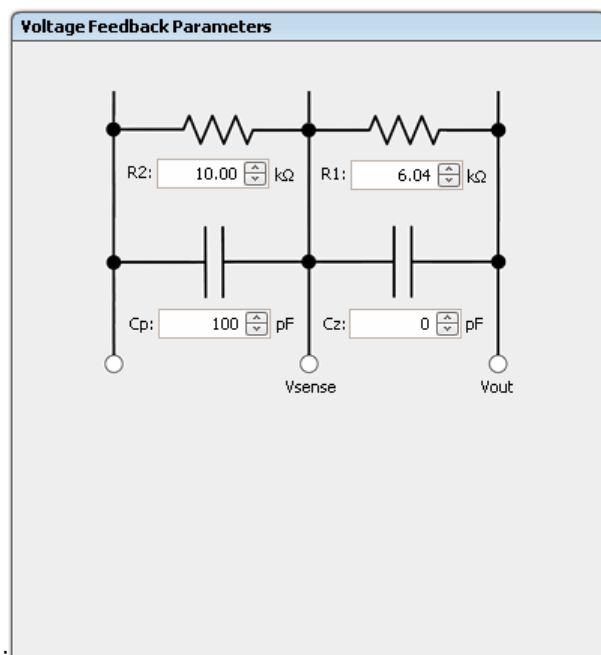 Voltage Feedback Parameters
R2: 10.00 kΩ R1: 6.04 kΩ
Cp: 100 pF Cz: 0 pF
Vsense Vout
: